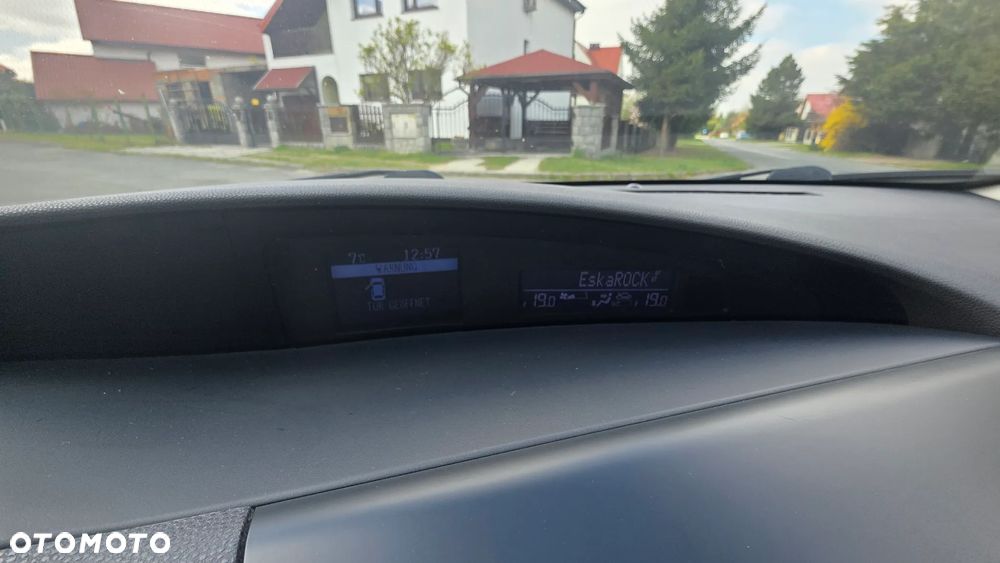 7°C 12:57
WARNUNG
TÜR GEÖFFNET
EskaROCK
19.0 19.0
OTOMOTO